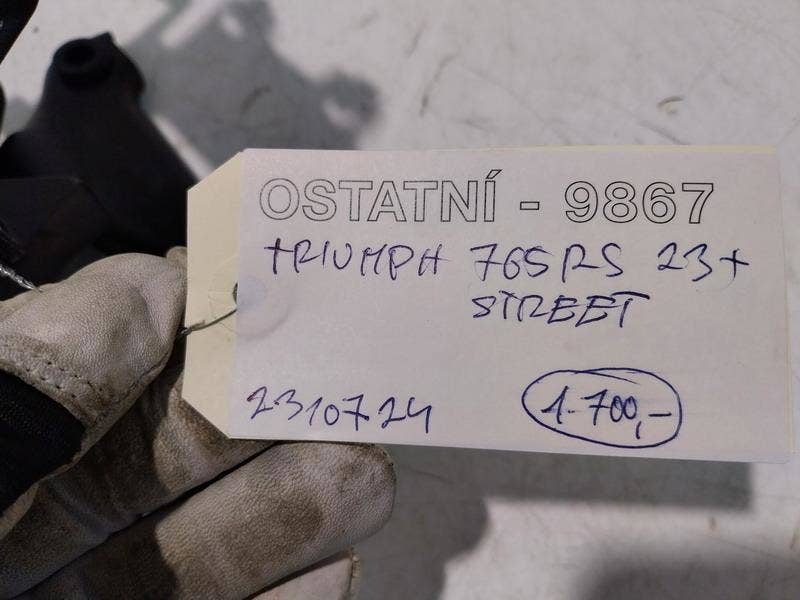 OSTATNÍ - 9867
TRIUMPH 765RS 23+
STREET
2310724
1.700,-